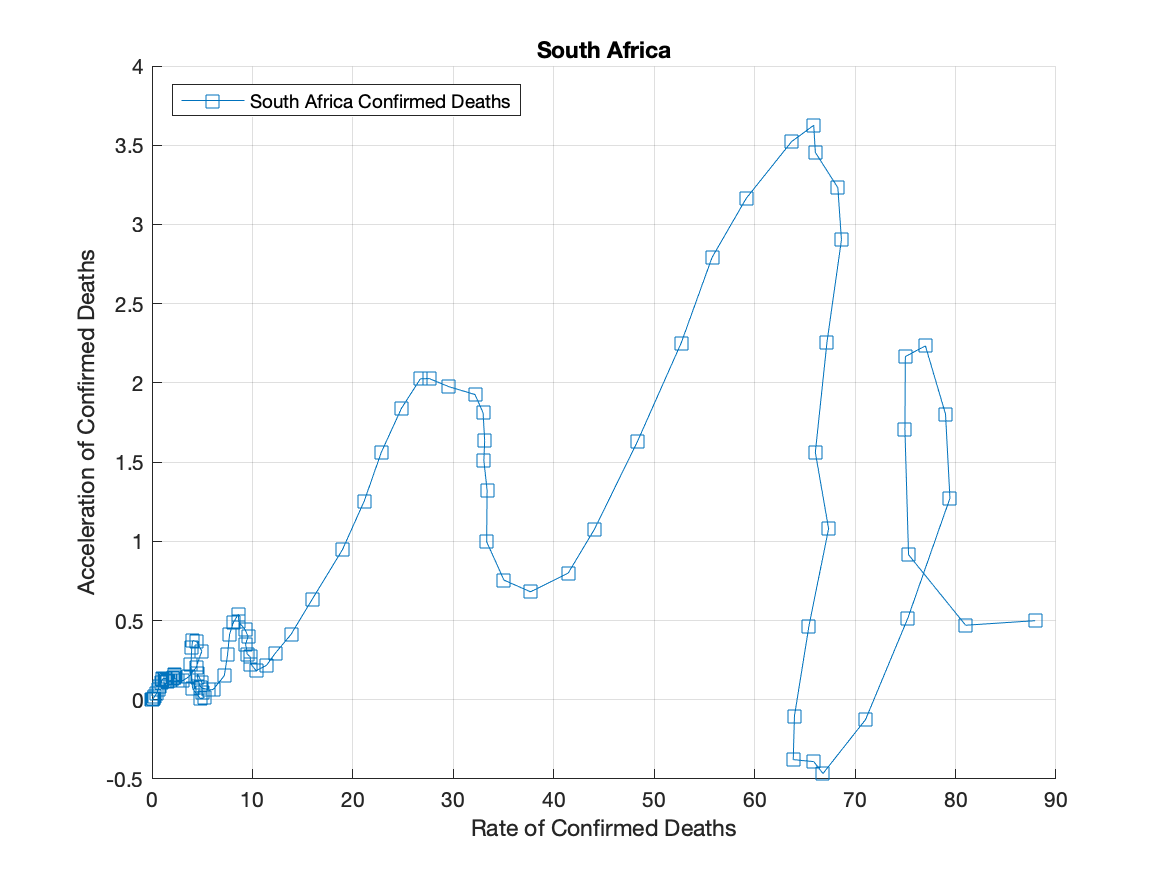 South Africa
South Africa Confirmed Deaths
4
3.5
3
2.5
2
1.5
1
0.5
0
-0.5
Acceleration of Confirmed Deaths
0 10 20 30 40 50 60 70 80 90
Rate of Confirmed Deaths